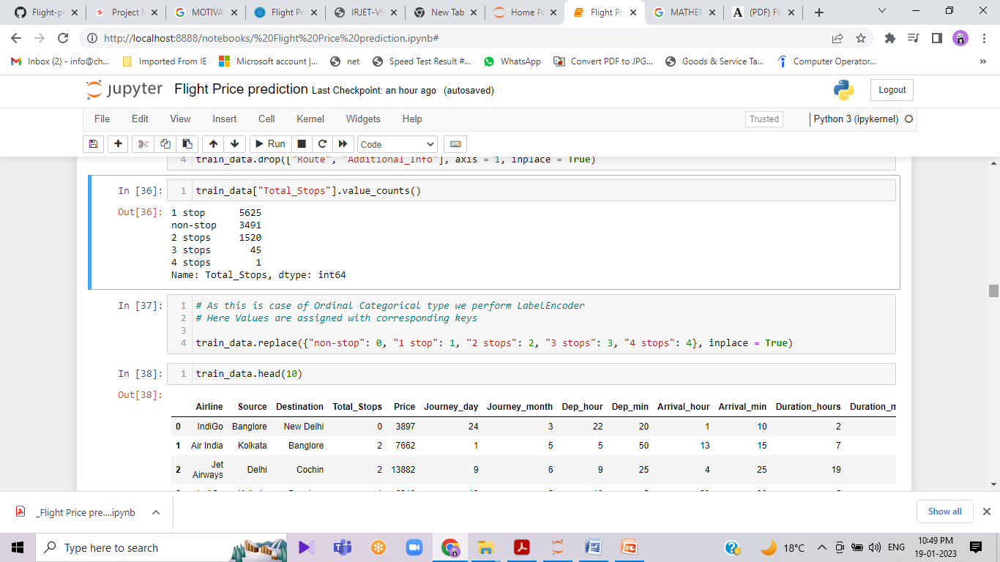 Flight-pr
Project M
MOTIVAT
Flight Pr
IRJET-V9
New Tab
Home Pa
Flight Pr
MATHEM
(PDF) Fli
http://localhost:8888/notebooks/%20Flight%20Price%20prediction.ipynb#
Inbox (2) - info@ch...
Imported From IE
Microsoft account |...
net
Speed Test Result #...
WhatsApp
Convert PDF to JPG...
Goods & Service Ta...
Computer Operator...
»
jupyter Flight Price prediction Last Checkpoint: an hour ago (autosaved)
Logout
File Edit View Insert Cell Kernel Widgets Help
Trusted
Python 3 (ipykernel)
Run
Code
4 train_data.drop(["Route", "Additional_Info"], axis = 1, inplace = True)
In [36]: 1 train_data["Total_Stops"].value_counts()
Out[36]: 1 stop 5625
non-stop 3491
2 stops 1520
3 stops 45
4 stops 1
Name: Total_Stops, dtype: int64
In [37]: 1 # As this is case of Ordinal Categorical type we perform LabelEncoder
2 # Here Values are assigned with corresponding keys
3
4 train_data.replace({"non-stop": 0, "1 stop": 1, "2 stops": 2, "3 stops": 3, "4 stops": 4}, inplace = True)
In [38]: 1 train_data.head(10)
Out[38]:
Airline Source Destination Total_Stops Price Journey_day Journey_month Dep_hour Dep_min Arrival_hour Arrival_min Duration_hours Duration_m
0 IndiGo Banglore New Delhi 0 3897 24 3 22 20 1 10 2
1 Air India Kolkata Banglore 2 7662 1 5 5 50 13 15 7
2 Jet Airways Delhi Cochin 2 13882 9 6 9 25 4 25 19
_Flight Price pre....ipynb
Show all
Type here to search
18°C
ENG
10:49 PM
19-01-2023